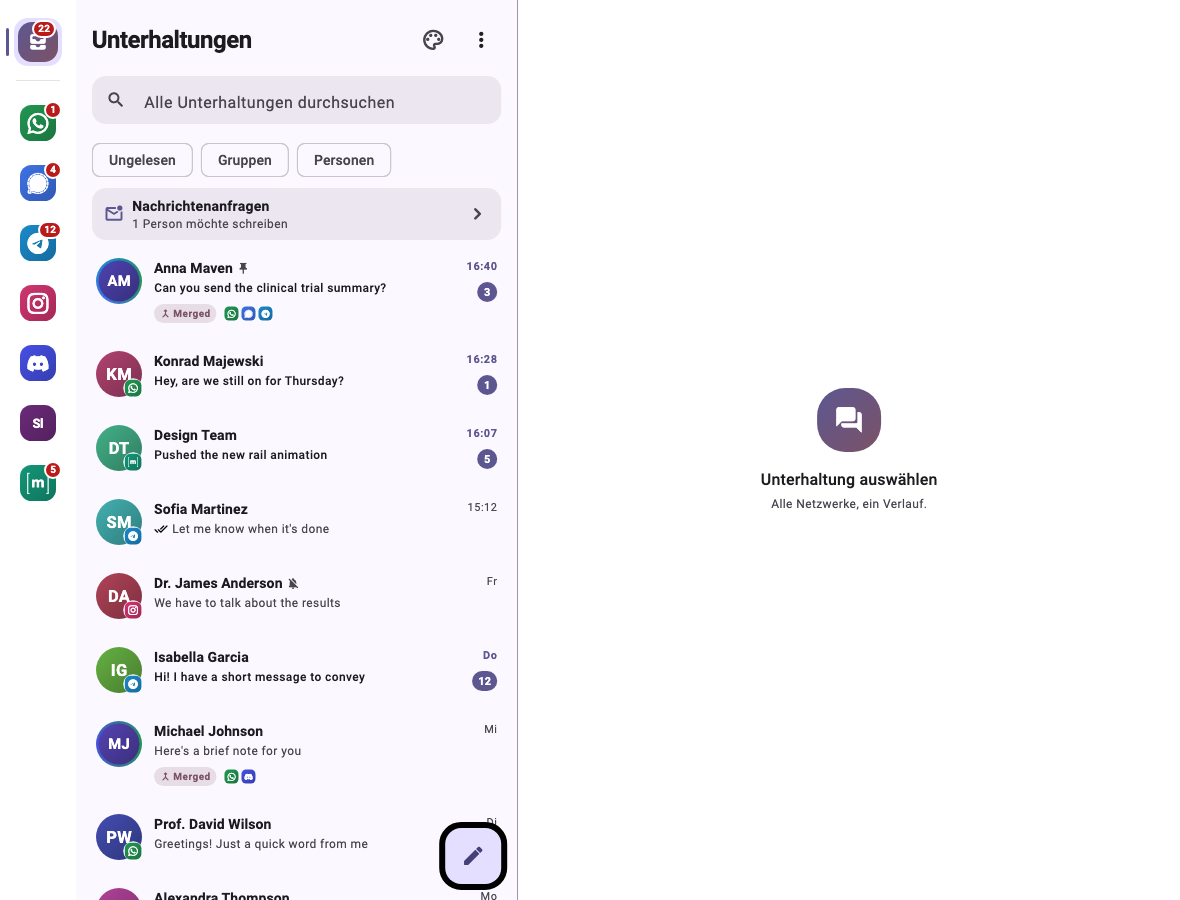 22
Unterhaltungen
Alle Unterhaltungen durchsuchen
Ungelesen Gruppen Personen
Nachrichtenanfragen
1 Person möchte schreiben
1
4
12
SI
[m] 5
AM Anna Maven 16:40
Can you send the clinical trial summary? 3
Merged
KM Konrad Majewski 16:28
Hey, are we still on for Thursday? 1
DT Design Team 16:07
Pushed the new rail animation 5
[m]
SM Sofia Martinez 15:12
Let me know when it's done
DA Dr. James Anderson Fr
We have to talk about the results
IG Isabella Garcia Do
Hi! I have a short message to convey 12
MJ Michael Johnson Mi
Here's a brief note for you
Merged
PW Prof. David Wilson Di
Greetings! Just a quick word from me
Alexandra Thompson Mo
Unterhaltung auswählen
Alle Netzwerke, ein Verlauf.